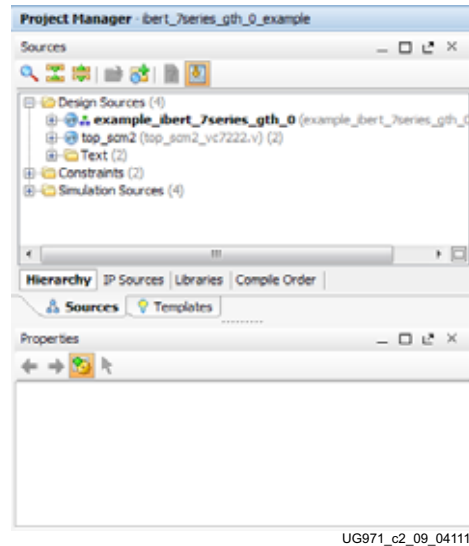 Project Manager - ibert_7series_gth_0_example
Sources
Design Sources (4)
example_ibert_7series_gth_0 (example_ibert_7series_gth_0
top_scm2 (top_scm2_vc7222.v) (2)
Text (2)
Constraints (2)
Simulation Sources (4)
Hierarchy IP Sources Libraries Compile Order
Sources Templates
Properties
UG971_c2_09_04111